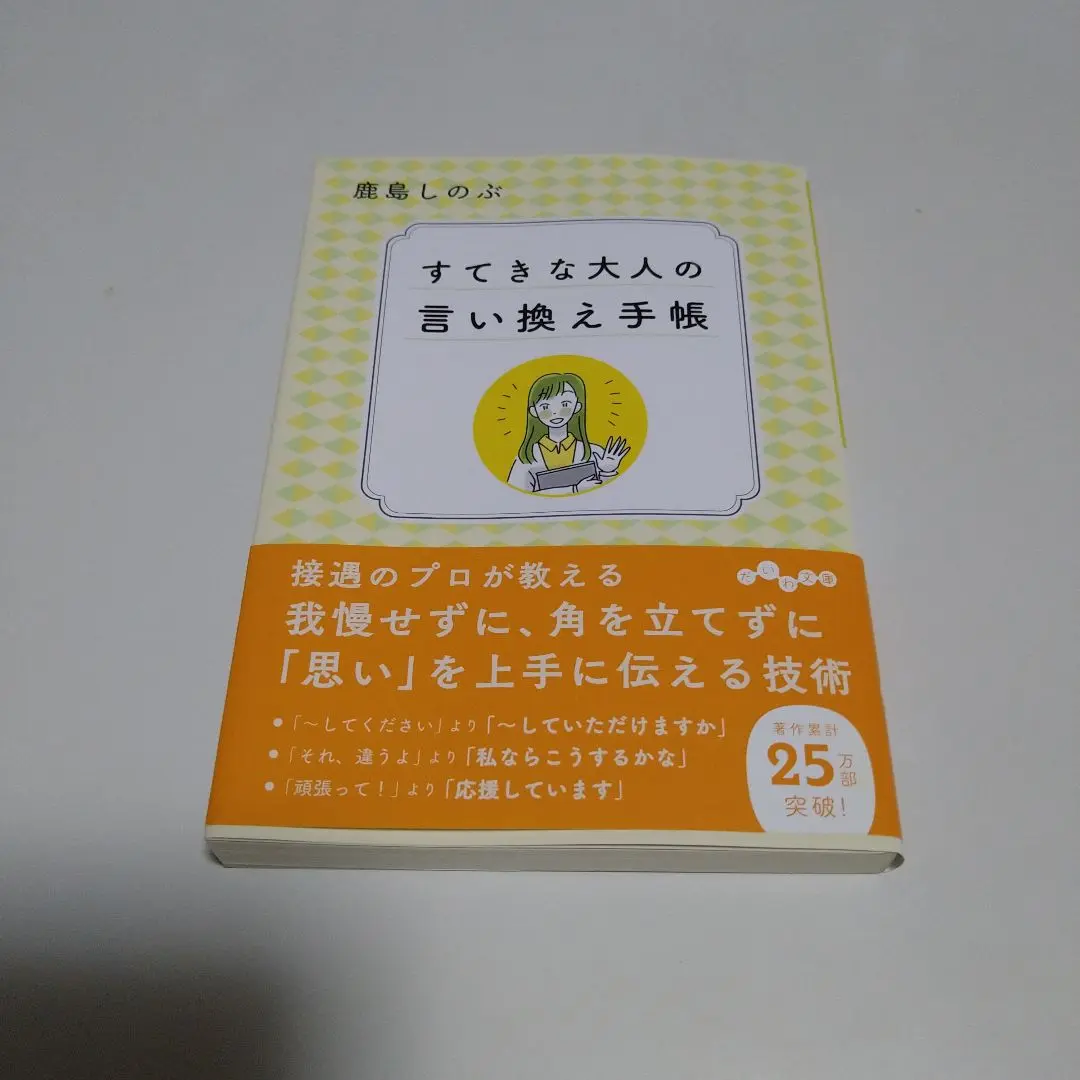 鹿島しのぶ
すてきな大人の
言い換え手帳
接遇のプロが教える
だいわ文庫
我慢せずに、角を立てずに
「思い」を上手に伝える技術
●「～してください」より「～していただけますか」
●「それ、違うよ」より「私ならこうするかな」
●「頑張って！」より「応援しています」
著作累計
25万部
突破！